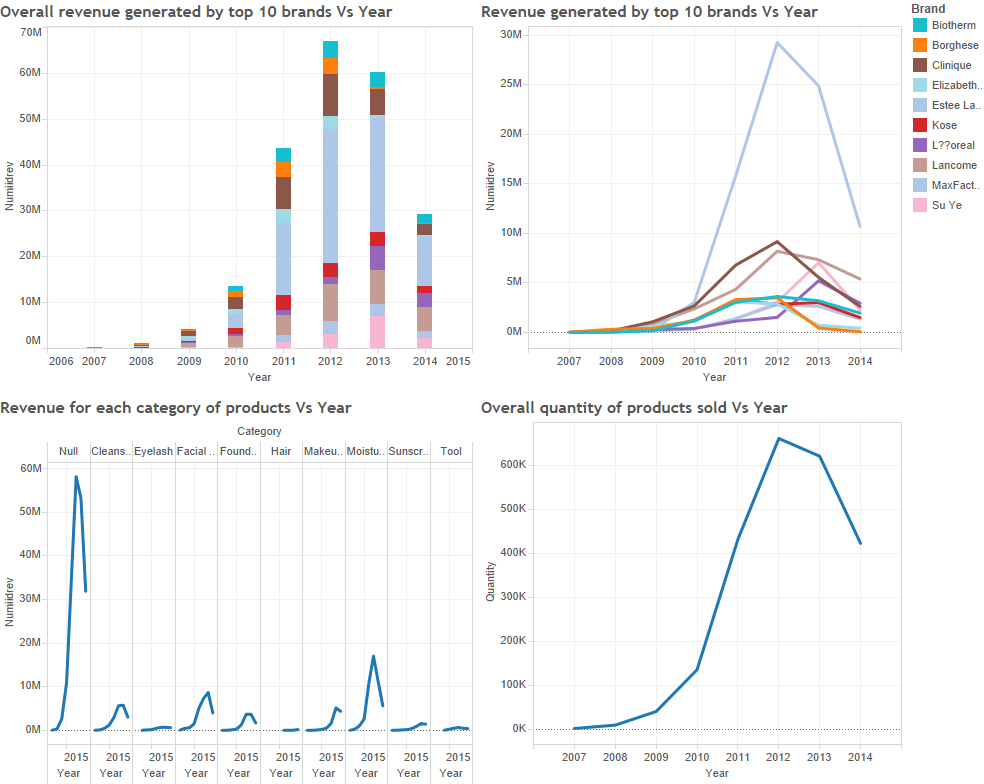 Overall revenue generated by top 10 brands Vs Year
70M
60M
50M
40M
30M
20M
10M
0M
Numiidrev
2006 2007 2008 2009 2010 2011 2012 2013 2014 2015
Year
Revenue generated by top 10 brands Vs Year
30M
25M
20M
15M
10M
5M
0M
Numiidrev
2007 2008 2009 2010 2011 2012 2013 2014
Year
Brand
Biotherm
Borghese
Clinique
Elizabeth..
Estee La..
Kose
L??oreal
Lancome
MaxFact..
Su Ye
Revenue for each category of products Vs Year
Category
Null Cleans.. Eyelash Facial .. Found.. Hair Makeu.. Moistu.. Sunscr.. Tool
60M
50M
40M
30M
20M
10M
0M
Numiidrev
2015 2015 2015 2015 2015 2015 2015 2015 2015 2015
Year Year Year Year Year Year Year Year Year Year
Overall quantity of products sold Vs Year
600K
500K
400K
300K
200K
100K
0K
Quantity
2007 2008 2009 2010 2011 2012 2013 2014
Year